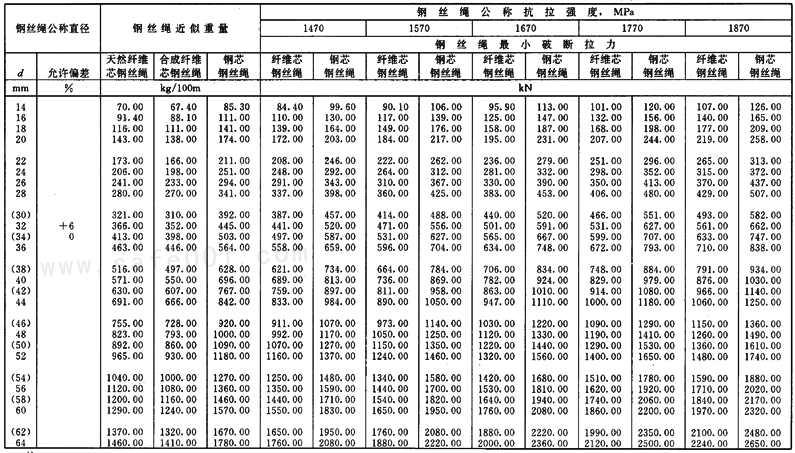 钢丝绳公称直径 钢丝绳近似重量 钢丝绳公称抗拉强度，MPa
1470 1570 1670 1770 1870
钢丝绳最小破断拉力
d 允许偏差 天然纤维芯钢丝绳 合成纤维芯钢丝绳 钢芯钢丝绳 纤维芯钢丝绳 钢芯钢丝绳 纤维芯钢丝绳 钢芯钢丝绳 纤维芯钢丝绳 钢芯钢丝绳 纤维芯钢丝绳 钢芯钢丝绳 纤维芯钢丝绳 钢芯钢丝绳
mm % kg/100m kN
14 70.00 67.40 85.30 84.40 99.60 90.10 106.00 95.90 113.00 101.00 120.00 107.00 126.00
16 91.40 88.10 111.00 110.00 130.00 117.00 139.00 125.00 147.00 132.00 156.00 140.00 165.00
18 116.00 111.00 141.00 139.00 164.00 149.00 176.00 158.00 187.00 168.00 198.00 177.00 209.00
20 143.00 138.00 174.00 172.00 203.00 184.00 217.00 195.00 231.00 207.00 244.00 219.00 258.00
22 173.00 166.00 211.00 208.00 246.00 222.00 262.00 236.00 279.00 251.00 296.00 265.00 313.00
24 206.00 198.00 251.00 248.00 292.00 264.00 312.00 281.00 332.00 298.00 352.00 315.00 372.00
26 241.00 233.00 294.00 291.00 343.00 310.00 367.00 330.00 390.00 350.00 413.00 370.00 437.00
28 280.00 270.00 341.00 337.00 398.00 360.00 425.00 383.00 453.00 406.00 480.00 429.00 507.00
(30) 321.00 310.00 392.00 387.00 457.00 414.00 488.00 440.00 520.00 466.00 551.00 493.00 582.00
32 +6 366.00 352.00 445.00 441.00 520.00 471.00 556.00 501.00 591.00 531.00 627.00 561.00 662.00
(34) 0 413.00 398.00 503.00 497.00 587.00 531.00 627.00 565.00 667.00 599.00 707.00 633.00 747.00
36 463.00 446.00 564.00 558.00 659.00 596.00 704.00 634.00 748.00 672.00 793.00 710.00 838.00
www.safe001.com
(38) 516.00 497.00 628.00 621.00 734.00 664.00 784.00 706.00 834.00 748.00 884.00 791.00 934.00
40 571.00 550.00 696.00 689.00 813.00 736.00 869.00 782.00 924.00 829.00 979.00 876.00 1030.00
(42) 630.00 607.00 767.00 759.00 897.00 811.00 958.00 863.00 1010.00 914.00 1080.00 966.00 1140.00
44 691.00 666.00 842.00 833.00 984.00 890.00 1050.00 947.00 1110.00 1000.00 1180.00 1060.00 1250.00
(46) 755.00 728.00 920.00 911.00 1070.00 973.00 1140.00 1030.00 1220.00 1090.00 1290.00 1150.00 1360.00
48 823.00 793.00 1000.00 992.00 1170.00 1050.00 1250.00 1120.00 1330.00 1190.00 1410.00 1260.00 1490.00
(50) 892.00 860.00 1090.00 1070.00 1270.00 1150.00 1350.00 1220.00 1440.00 1290.00 1530.00 1360.00 1610.00
52 965.00 930.00 1180.00 1160.00 1370.00 1240.00 1460.00 1320.00 1560.00 1400.00 1650.00 1480.00 1740.00
(54) 1040.00 1000.00 1270.00 1250.00 1480.00 1340.00 1580.00 1420.00 1680.00 1510.00 1780.00 1590.00 1880.00
56 1120.00 1080.00 1360.00 1350.00 1590.00 1440.00 1700.00 1530.00 1810.00 1620.00 1920.00 1710.00 2020.00
(58) 1200.00 1160.00 1460.00 1440.00 1710.00 1540.00 1820.00 1640.00 1940.00 1740.00 2060.00 1840.00 2170.00
60 1290.00 1240.00 1570.00 1550.00 1830.00 1650.00 1950.00 1760.00 2080.00 1860.00 2200.00 1970.00 2320.00
(62) 1370.00 1320.00 1670.00 1650.00 1950.00 1760.00 2080.00 1880.00 2220.00 1990.00 2350.00 2100.00 2480.00
64 1460.00 1410.00 1780.00 1760.00 2080.00 1880.00 2220.00 2000.00 2360.00 2120.00 2500.00 2240.00 2650.00